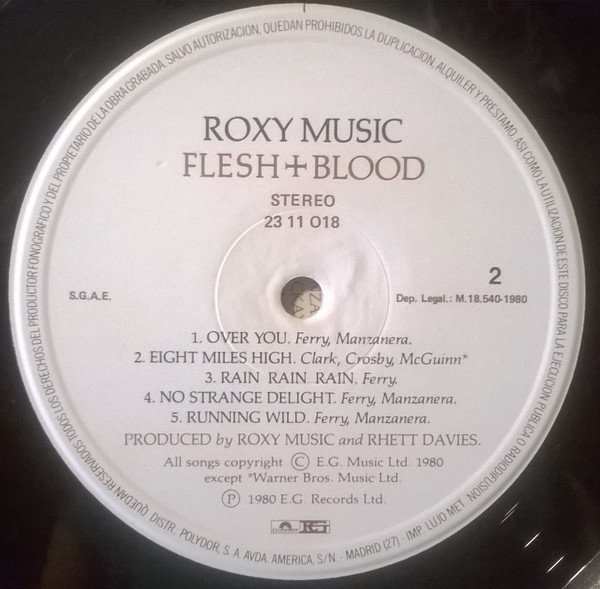 ROXY MUSIC
FLESH+BLOOD
STEREO
23 11 018
S.G.A.E.
2
Dep. Legal.: M.18.540-1980
1. OVER YOU. Ferry, Manzanera.
2. EIGHT MILES HIGH. Clark, Crosby, McGuinn*
3. RAIN RAIN RAIN. Ferry.
4. NO STRANGE DELIGHT. Ferry, Manzanera.
5. RUNNING WILD. Ferry, Manzanera.
PRODUCED by ROXY MUSIC and RHETT DAVIES.
All songs copyright © E.G. Music Ltd. 1980
except *Warner Bros. Music Ltd.
℗ 1980 E.G. Records Ltd.
EG
QUEDAN RESERVADOS TODOS LOS DERECHOS DEL PRODUCTOR FONOGRAFICO Y DEL PROPIETARIO DE LA OBRA GRABADA. SALVO AUTORIZACION, QUEDAN PROHIBIDOS LA DUPLICACION, ALQUILER Y PRESTAMO, ASI COMO LA UTILIZACION DE ESTE DISCO PARA LA EJECUCION PUBLICA O RADIODIFUSION.
DISTR. POLYDOR, S. A. AVDA. AMERICA, S/N. - MADRID (27) · IMP. LUJO MET.